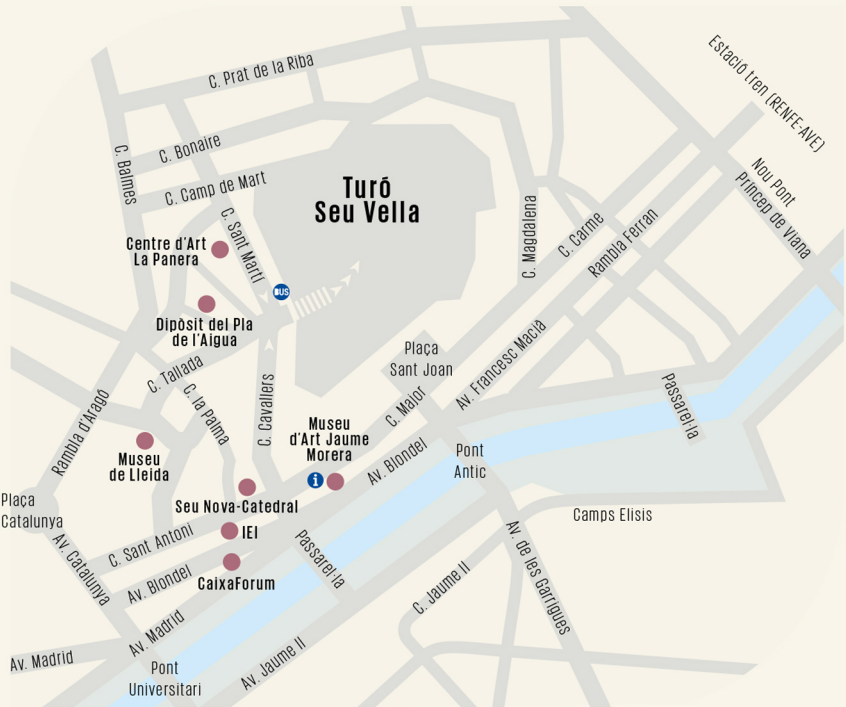 C. Prat de la Riba
Estació tren (RENFE-AVE)
C. Bonaire
C. Balmes
C. Camp de Mart
Turó
Seu Vella
Nou Pont
Príncep de Viana
C. Sant Martí
C. Magdalena
C. Carme
Rambla Ferran
Centre d'Art
La Panera
BUS
Dipòsit del Pla
de l'Aigua
Plaça
Sant Joan
Av. Francesc Macià
C. Tallada
C. la Palma
C. Cavallers
C. Major
Passarel·la
Rambla d'Aragó
Museu
d'Art Jaume
Morera
Museu
de Lleida
i
Av. Blondel
Pont
Antic
Plaça
Catalunya
Seu Nova-Catedral
IEI
Camps Elisis
C. Sant Antoni
Av. Catalunya
Passarel·la
Av. de les Garrigues
Av. Blondel
CaixaForum
C. Jaume II
Av. Madrid
Av. Madrid
Av. Jaume II
Pont
Universitari